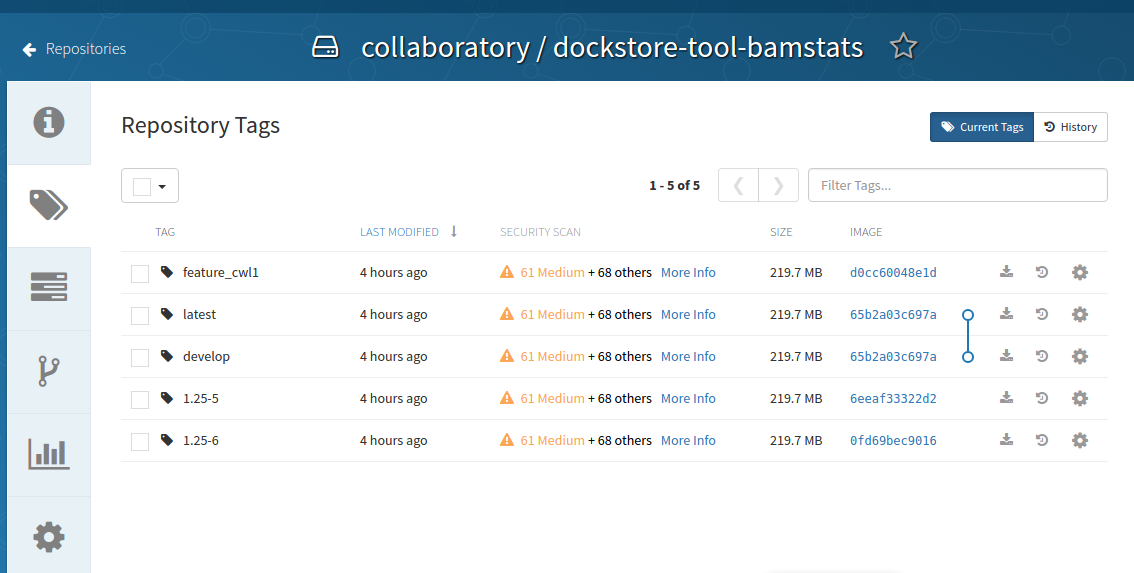 Repositories
collaboratory / dockstore-tool-bamstats
Repository Tags
Current Tags History
1 - 5 of 5 Filter Tags...
TAG LAST MODIFIED SECURITY SCAN SIZE IMAGE
feature_cwl1 4 hours ago 61 Medium + 68 others More Info 219.7 MB d0cc60048e1d
latest 4 hours ago 61 Medium + 68 others More Info 219.7 MB 65b2a03c697a
develop 4 hours ago 61 Medium + 68 others More Info 219.7 MB 65b2a03c697a
1.25-5 4 hours ago 61 Medium + 68 others More Info 219.7 MB 6eeaf33322d2
1.25-6 4 hours ago 61 Medium + 68 others More Info 219.7 MB 0fd69bec9016